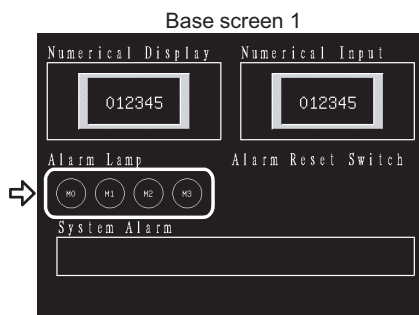 Base screen 1
Numerical Display Numerical Input
012345 012345
Alarm Lamp Alarm Reset Switch
M0 M1 M2 M3
System Alarm